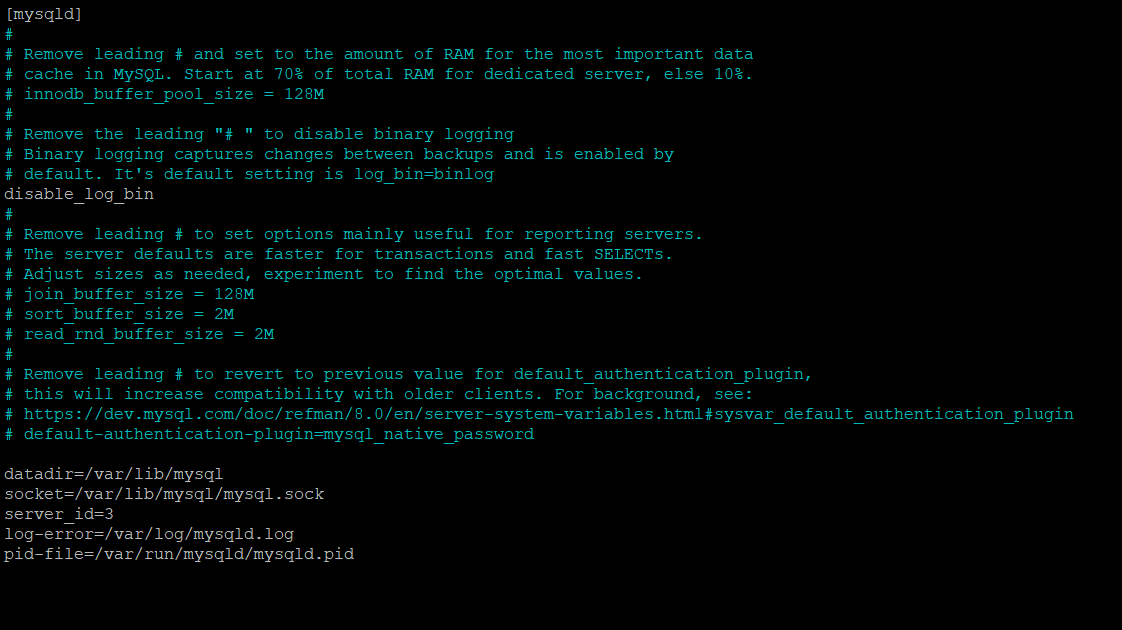 [mysqld]
#
# Remove leading # and set to the amount of RAM for the most important data
# cache in MySQL. Start at 70% of total RAM for dedicated server, else 10%.
# innodb_buffer_pool_size = 128M
#
# Remove the leading "# " to disable binary logging
# Binary logging captures changes between backups and is enabled by
# default. It's default setting is log_bin=binlog
disable_log_bin
#
# Remove leading # to set options mainly useful for reporting servers.
# The server defaults are faster for transactions and fast SELECTs.
# Adjust sizes as needed, experiment to find the optimal values.
# join_buffer_size = 128M
# sort_buffer_size = 2M
# read_rnd_buffer_size = 2M
#
# Remove leading # to revert to previous value for default_authentication_plugin,
# this will increase compatibility with older clients. For background, see:
# https://dev.mysql.com/doc/refman/8.0/en/server-system-variables.html#sysvar_default_authentication_plugin
# default-authentication-plugin=mysql_native_password
datadir=/var/lib/mysql
socket=/var/lib/mysql/mysql.sock
server_id=3
log-error=/var/log/mysqld.log
pid-file=/var/run/mysqld/mysqld.pid